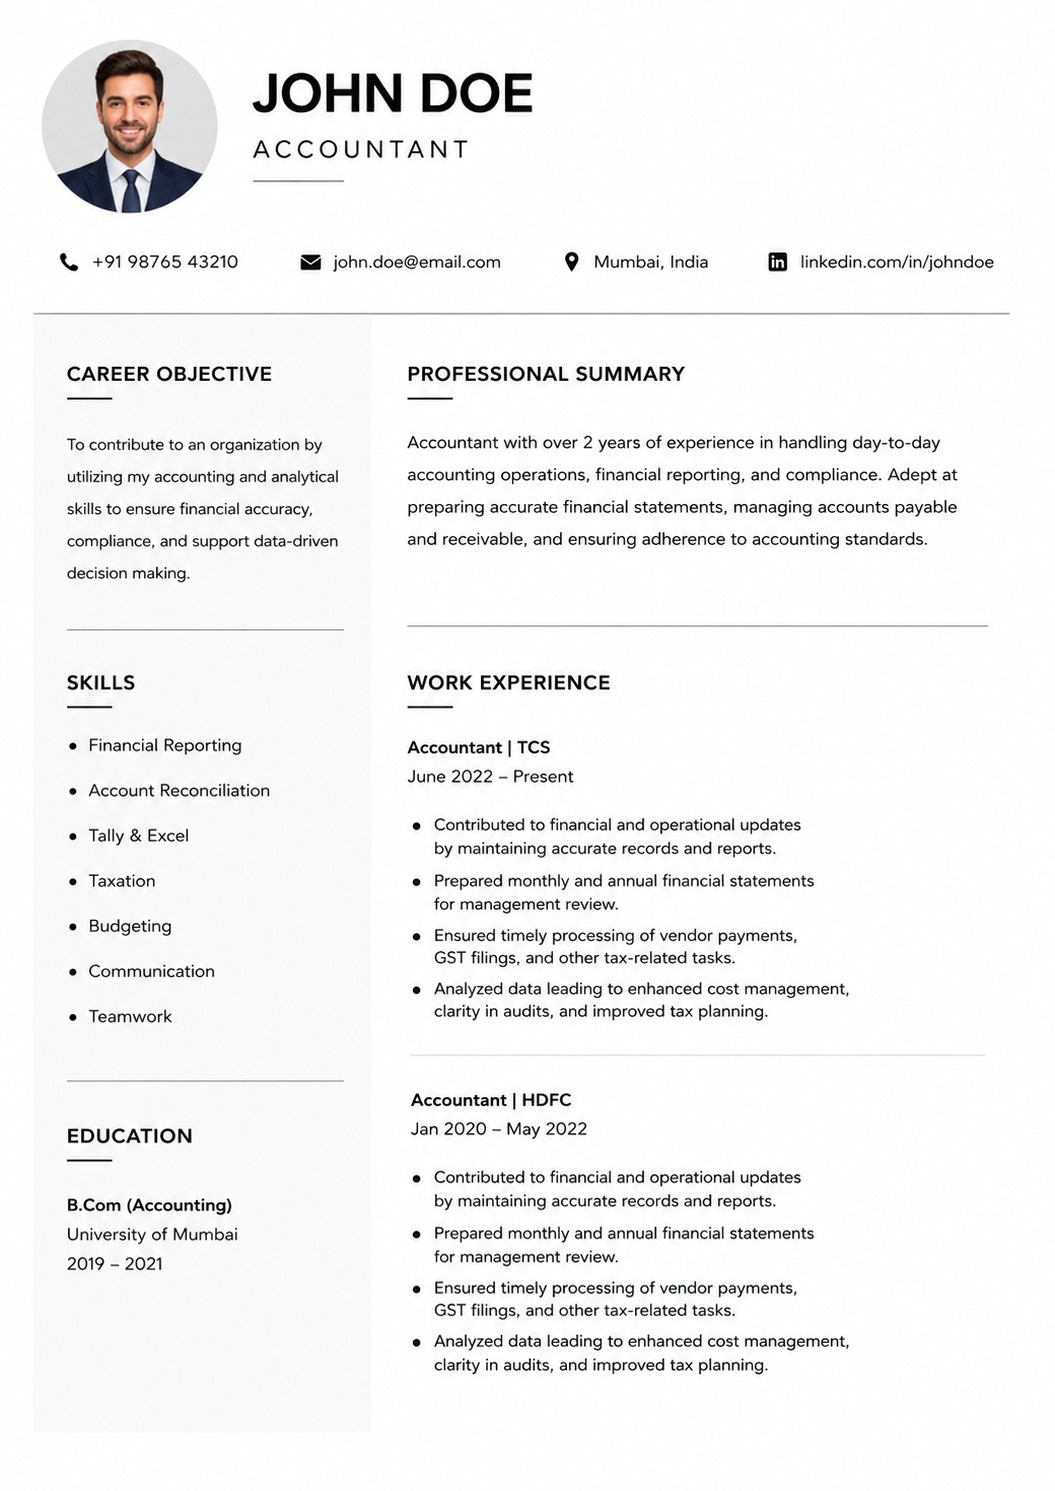 JOHN DOE
ACCOUNTANT
+91 98765 43210
john.doe@email.com
Mumbai, India
linkedin.com/in/johndoe
CAREER OBJECTIVE
To contribute to an organization by
utilizing my accounting and analytical
skills to ensure financial accuracy,
compliance, and support data-driven
decision making.
SKILLS
• Financial Reporting
• Account Reconciliation
• Tally & Excel
• Taxation
• Budgeting
• Communication
• Teamwork
EDUCATION
B.Com (Accounting)
University of Mumbai
2019 – 2021
PROFESSIONAL SUMMARY
Accountant with over 2 years of experience in handling day-to-day
accounting operations, financial reporting, and compliance. Adept at
preparing accurate financial statements, managing accounts payable
and receivable, and ensuring adherence to accounting standards.
WORK EXPERIENCE
Accountant | TCS
June 2022 – Present
• Contributed to financial and operational updates
by maintaining accurate records and reports.
• Prepared monthly and annual financial statements
for management review.
• Ensured timely processing of vendor payments,
GST filings, and other tax-related tasks.
• Analyzed data leading to enhanced cost management,
clarity in audits, and improved tax planning.
Accountant | HDFC
Jan 2020 – May 2022
• Contributed to financial and operational updates
by maintaining accurate records and reports.
• Prepared monthly and annual financial statements
for management review.
• Ensured timely processing of vendor payments,
GST filings, and other tax-related tasks.
• Analyzed data leading to enhanced cost management,
clarity in audits, and improved tax planning.